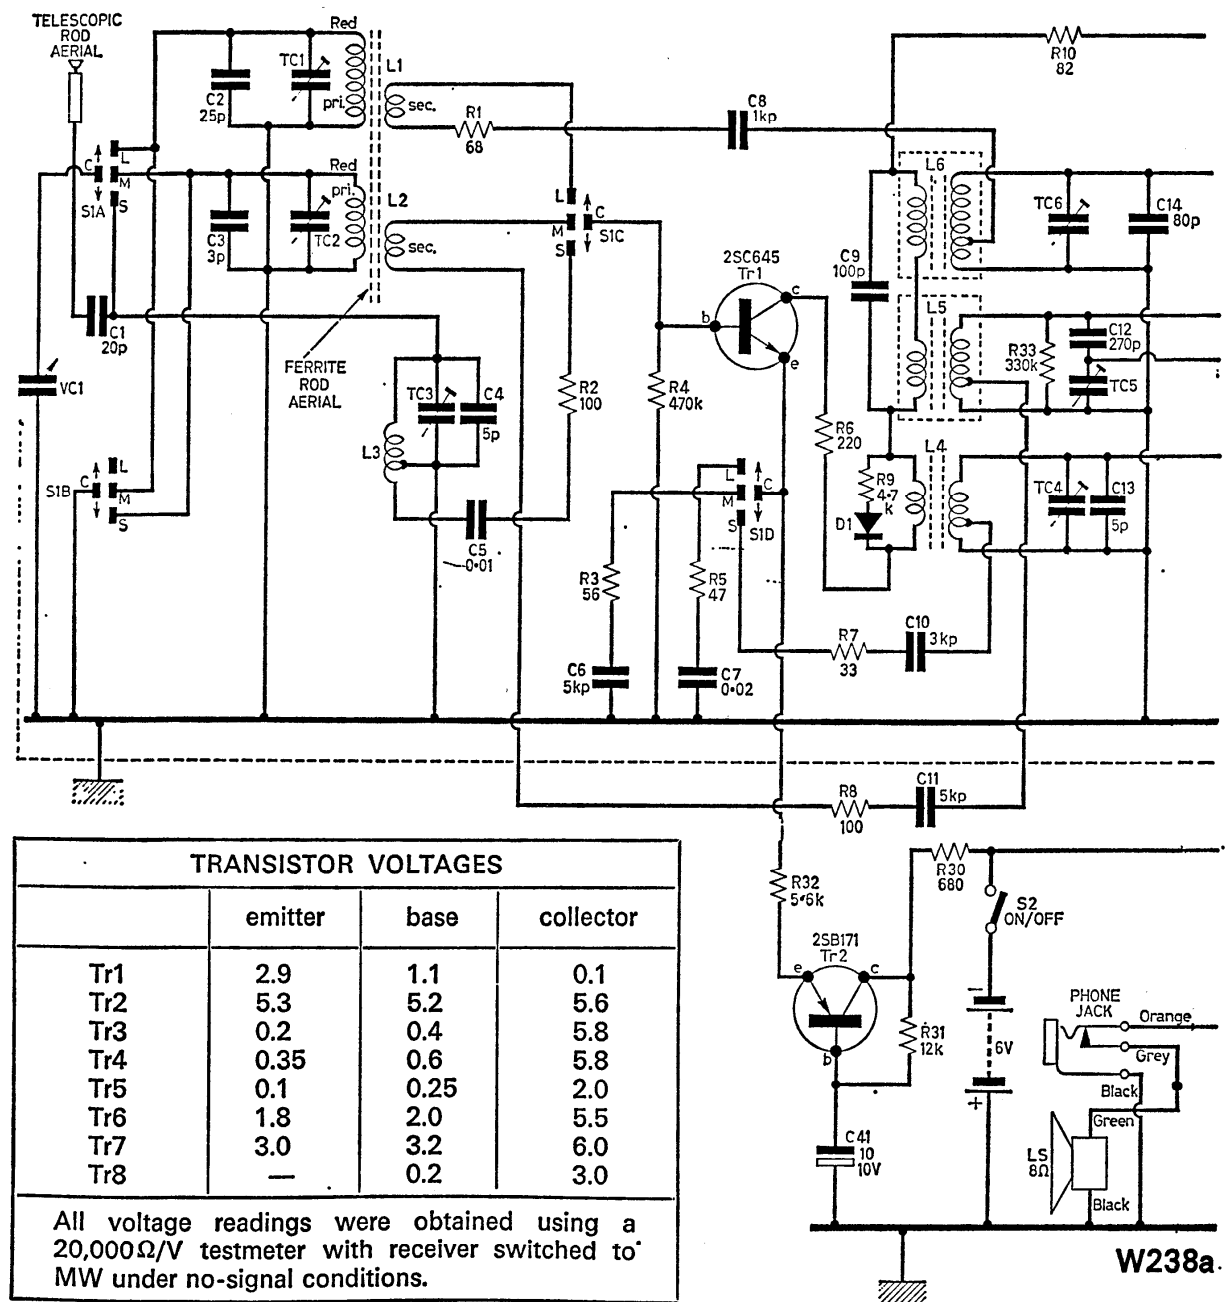 TELESCOPIC
ROD
AERIAL
Red
TC1
L1
C2
25p
pri.
sec.
R1
68
C8
1kp
R10
82
L
C
M
S
S1A
Red
pri.
L2
C3
3p
TC2
sec.
L
C
M
S
S1C
2SC645
Tr1
c
b
e
L6
TC6
C14
80p
C9
100p
L5
C12
270p
R33
330k
TC5
C1
20p
VC1
FERRITE
ROD
AERIAL
TC3
C4
5p
L3
R2
100
R4
470k
R6
220
L4
R9
4·7
k
D1
TC4
C13
5p
L
C
M
S
S1B
L
C
M
S
S1D
C5
0·01
R3
56
R5
47
C6
5kp
C7
0·02
R7
33
C10
3kp
R8
100
C11
5kp
R32
5·6k
R30
680
S2
ON/OFF
2SB171
Tr2
e
c
b
R31
12k
−
6V
+
PHONE
JACK
Orange
Grey
Black
Green
LS
8Ω
Black
C41
10
10V
W238a.
TRANSISTOR VOLTAGES
emitter base collector
Tr1 2.9 1.1 0.1
Tr2 5.3 5.2 5.6
Tr3 0.2 0.4 5.8
Tr4 0.35 0.6 5.8
Tr5 0.1 0.25 2.0
Tr6 1.8 2.0 5.5
Tr7 3.0 3.2 6.0
Tr8 — 0.2 3.0
All voltage readings were obtained using a
20,000Ω/V testmeter with receiver switched to
MW under no-signal conditions.